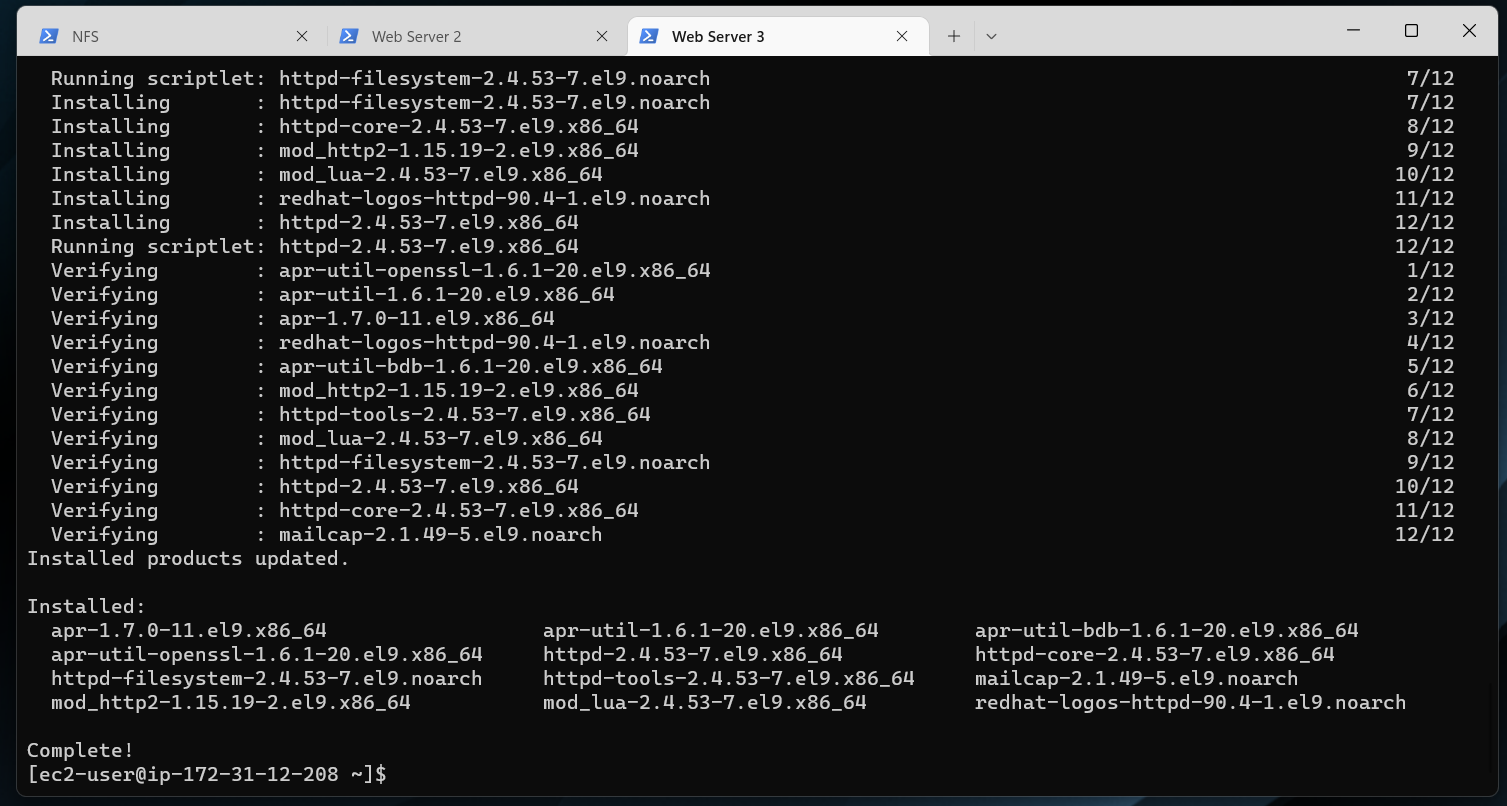 NFS
Web Server 2
Web Server 3
Running scriptlet: httpd-filesystem-2.4.53-7.el9.noarch 7/12
Installing : httpd-filesystem-2.4.53-7.el9.noarch 7/12
Installing : httpd-core-2.4.53-7.el9.x86_64 8/12
Installing : mod_http2-1.15.19-2.el9.x86_64 9/12
Installing : mod_lua-2.4.53-7.el9.x86_64 10/12
Installing : redhat-logos-httpd-90.4-1.el9.noarch 11/12
Installing : httpd-2.4.53-7.el9.x86_64 12/12
Running scriptlet: httpd-2.4.53-7.el9.x86_64 12/12
Verifying : apr-util-openssl-1.6.1-20.el9.x86_64 1/12
Verifying : apr-util-1.6.1-20.el9.x86_64 2/12
Verifying : apr-1.7.0-11.el9.x86_64 3/12
Verifying : redhat-logos-httpd-90.4-1.el9.noarch 4/12
Verifying : apr-util-bdb-1.6.1-20.el9.x86_64 5/12
Verifying : mod_http2-1.15.19-2.el9.x86_64 6/12
Verifying : httpd-tools-2.4.53-7.el9.x86_64 7/12
Verifying : mod_lua-2.4.53-7.el9.x86_64 8/12
Verifying : httpd-filesystem-2.4.53-7.el9.noarch 9/12
Verifying : httpd-2.4.53-7.el9.x86_64 10/12
Verifying : httpd-core-2.4.53-7.el9.x86_64 11/12
Verifying : mailcap-2.1.49-5.el9.noarch 12/12
Installed products updated.
Installed:
apr-1.7.0-11.el9.x86_64 apr-util-1.6.1-20.el9.x86_64 apr-util-bdb-1.6.1-20.el9.x86_64
apr-util-openssl-1.6.1-20.el9.x86_64 httpd-2.4.53-7.el9.x86_64 httpd-core-2.4.53-7.el9.x86_64
httpd-filesystem-2.4.53-7.el9.noarch httpd-tools-2.4.53-7.el9.x86_64 mailcap-2.1.49-5.el9.noarch
mod_http2-1.15.19-2.el9.x86_64 mod_lua-2.4.53-7.el9.x86_64 redhat-logos-httpd-90.4-1.el9.noarch
Complete!
[ec2-user@ip-172-31-12-208 ~]$